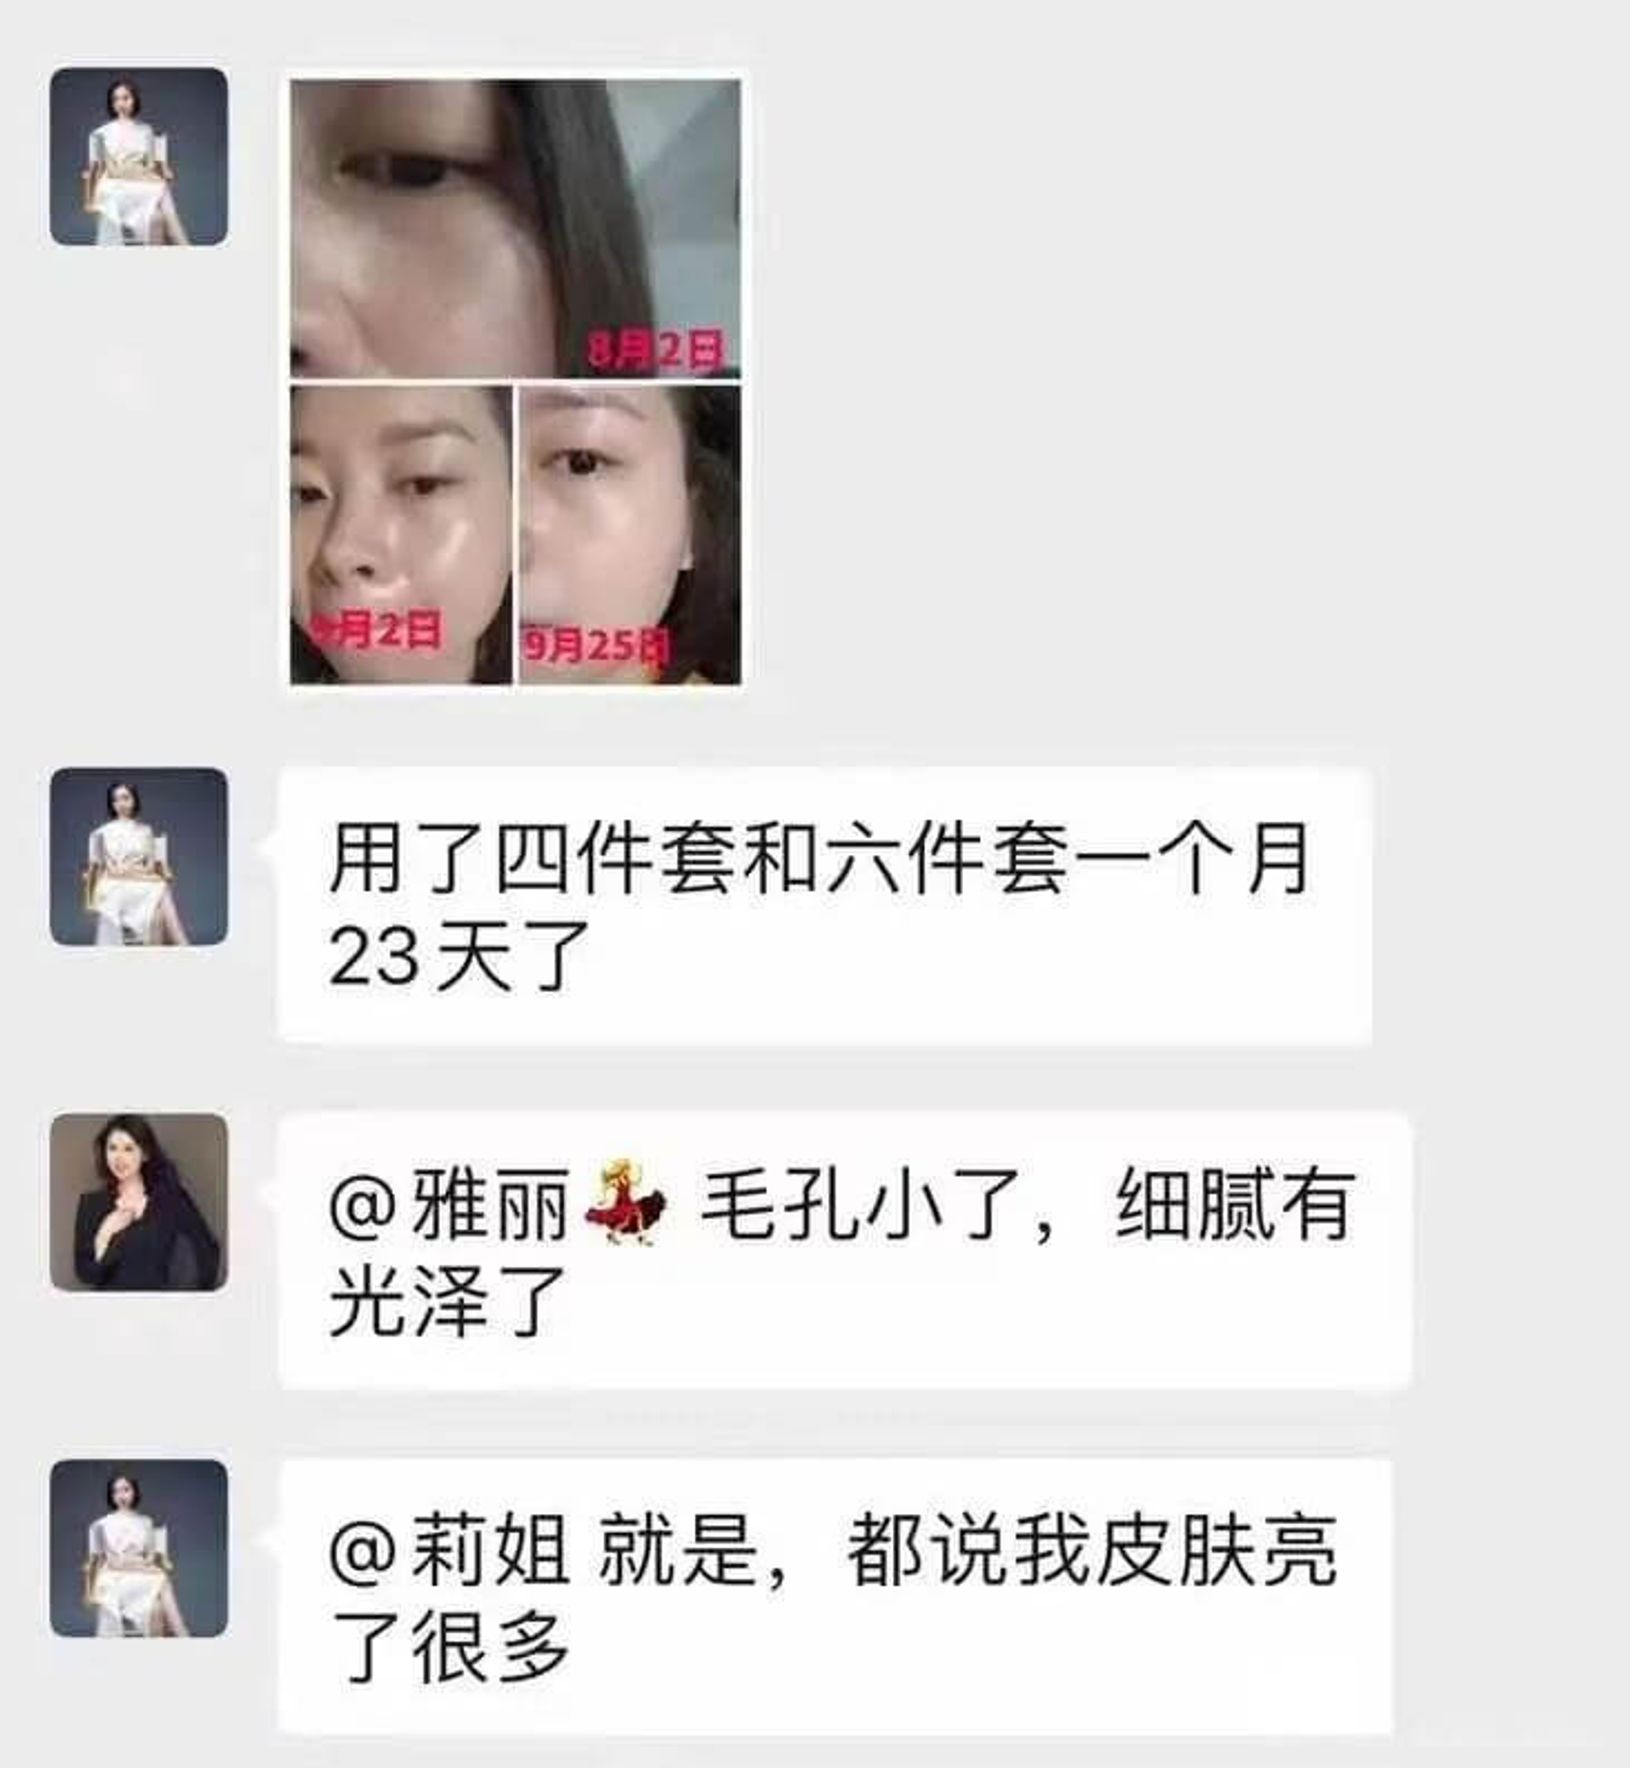 8月2日
月2日
9月25日
用了四件套和六件套一个月
23天了
@雅丽💃 毛孔小了，细腻有
光泽了
@莉姐 就是，都说我皮肤亮
了很多